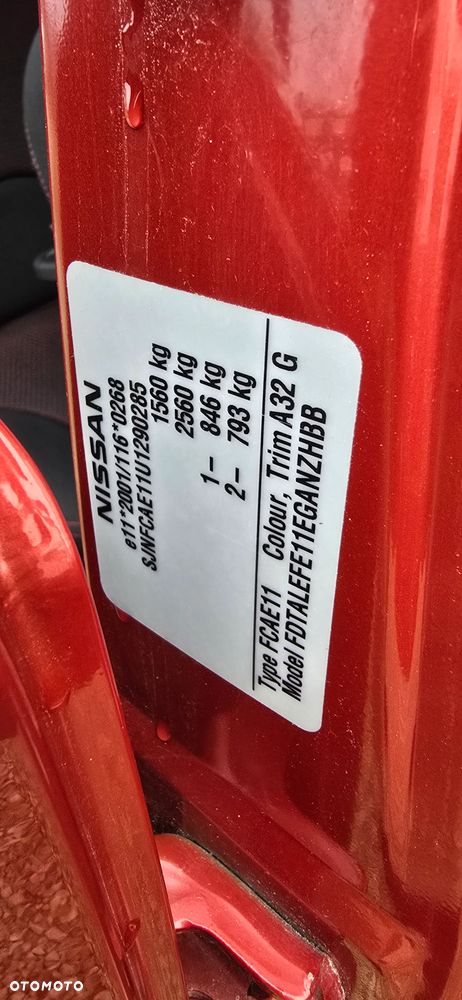 NISSAN
e11*2001/116*0268
SJNFCAE11U1290285
1560 kg
2560 kg
1– 846 kg
2– 793 kg
Type FCAE11 Colour, Trim A32 G
Model FDTALEFE11EGANZHBB
OTOMOTO